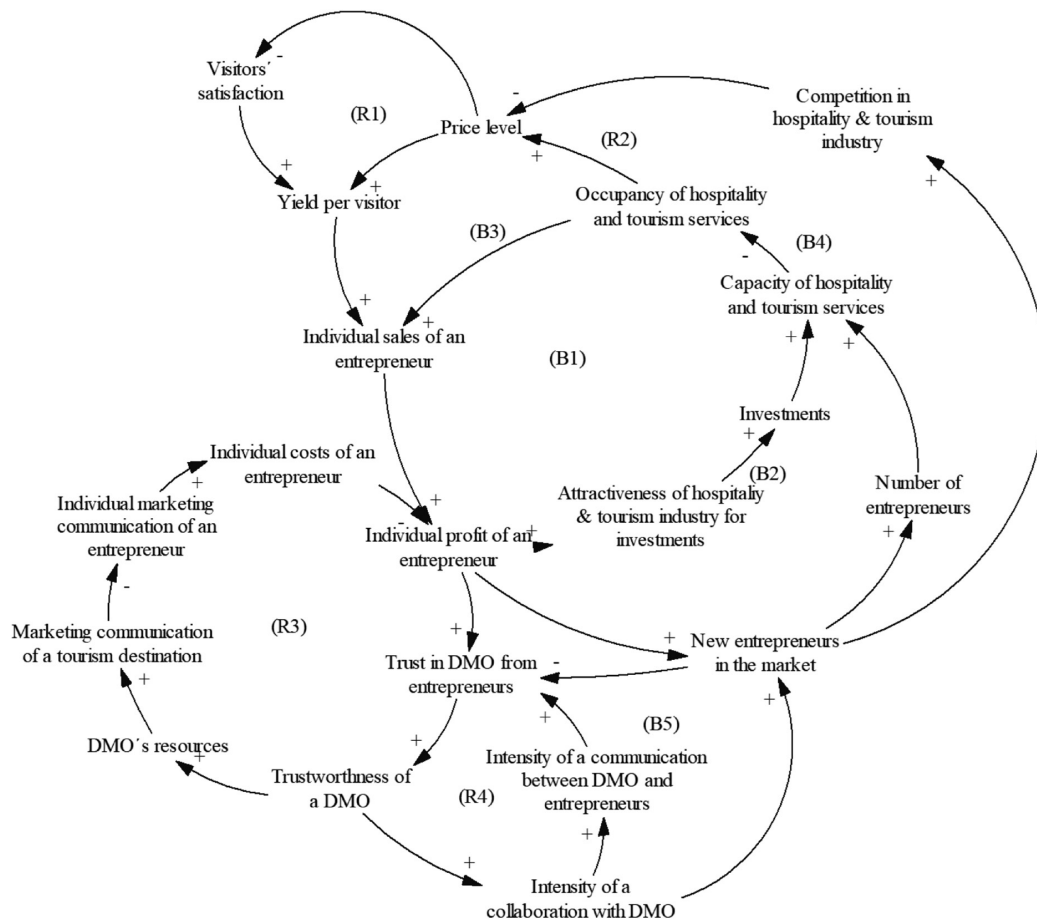 Visitors´
satisfaction
-
(R1)
Price level
-
+
(R2)
Competition in
hospitality & tourism
industry
+
+
+
Yield per visitor
Occupancy of hospitality
and tourism services
(B3)
(B4)
-
Capacity of hospitality
and tourism services
+
+
Individual sales of an
entrepreneur
(B1)
+
+
Investments
+
(B2)
Individual costs of an
entrepreneur
+
Individual marketing
communication of an
entrepreneur
+
-
Individual profit of an
entrepreneur
+
Attractiveness of hospitaliy
& tourism industry for
investments
Number of
entrepreneurs
+
-
Marketing communication
of a tourism destination
(R3)
+
+
New entrepreneurs
in the market
Trust in DMO from
entrepreneurs
-
+
+
+
(B5)
DMO´s resources
+
+
Trustworthness of
a DMO
(R4)
Intensity of a communication
between DMO and
entrepreneurs
+
+
Intensity of a
collaboration with DMO